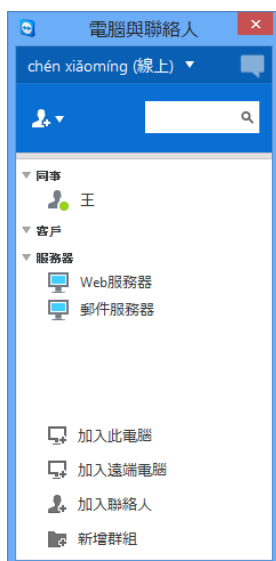 電腦與聯絡人
chén xiǎomíng (線上)
同事
王
客戶
服務器
Web服務器
郵件服務器
加入此電腦
加入遠端電腦
加入聯絡人
新增群組